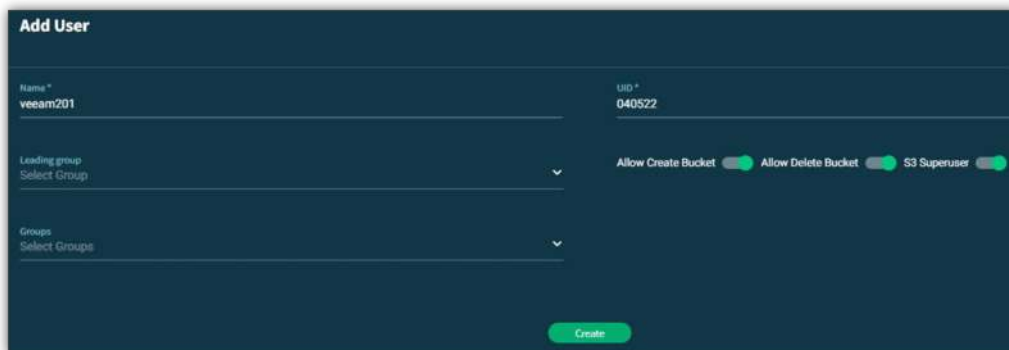 Add User
Name *
veeam201
UID *
040522
Leading group
Select Group
Allow Create Bucket Allow Delete Bucket S3 Superuser
Groups
Select Groups
Create